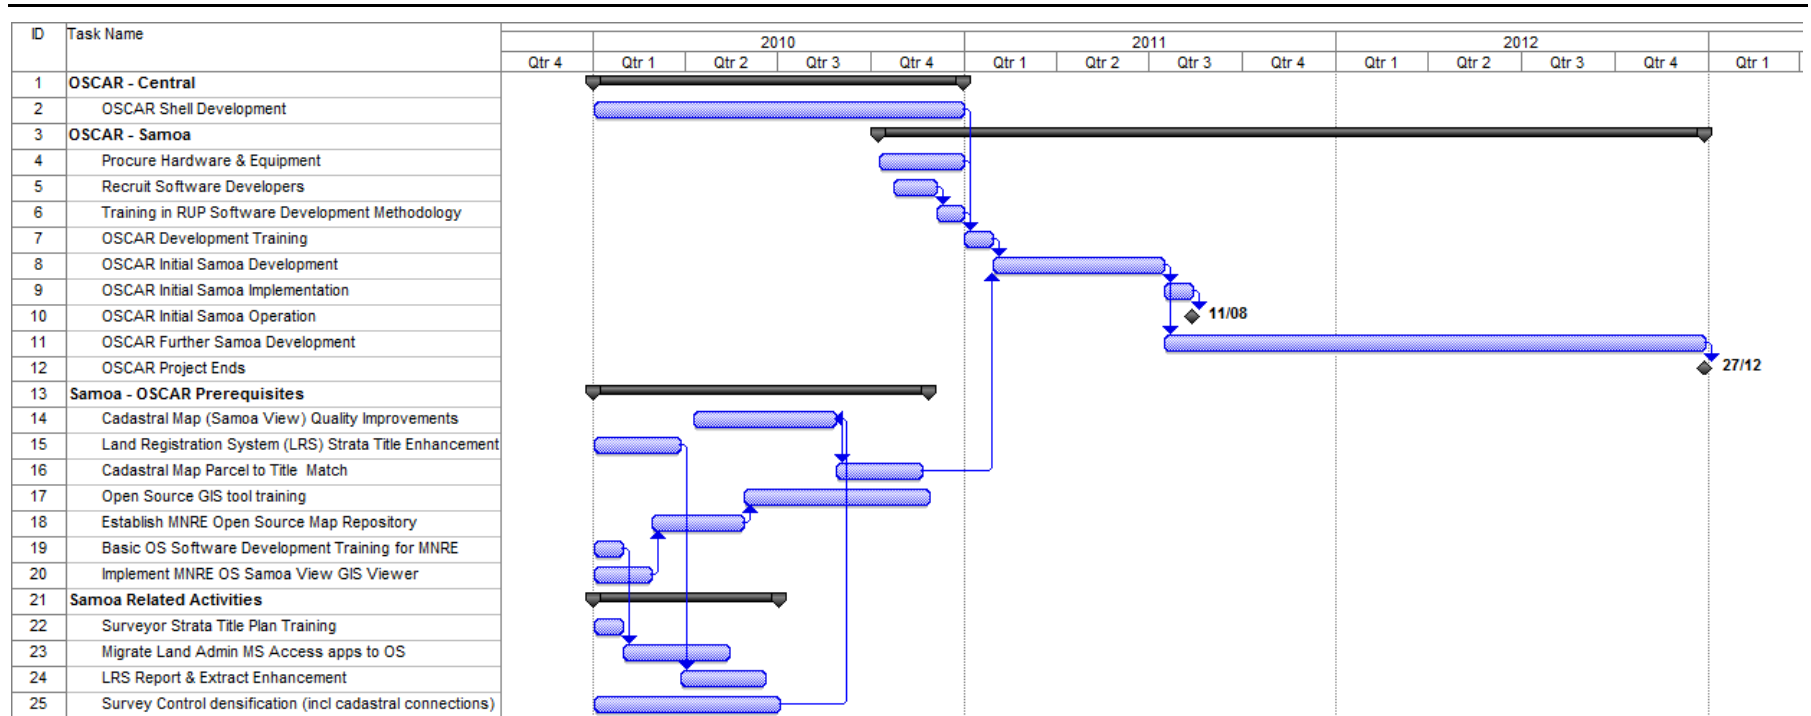 ID Task Name
2010 2011 2012
Qtr 4 Qtr 1 Qtr 2 Qtr 3 Qtr 4 Qtr 1 Qtr 2 Qtr 3 Qtr 4 Qtr 1 Qtr 2 Qtr 3 Qtr 4 Qtr 1
1 OSCAR - Central
2 OSCAR Shell Development
3 OSCAR - Samoa
4 Procure Hardware & Equipment
5 Recruit Software Developers
6 Training in RUP Software Development Methodology
7 OSCAR Development Training
8 OSCAR Initial Samoa Development
9 OSCAR Initial Samoa Implementation
10 OSCAR Initial Samoa Operation 11/08
11 OSCAR Further Samoa Development
12 OSCAR Project Ends 27/12
13 Samoa - OSCAR Prerequisites
14 Cadastral Map (Samoa View) Quality Improvements
15 Land Registration System (LRS) Strata Title Enhancement
16 Cadastral Map Parcel to Title Match
17 Open Source GIS tool training
18 Establish MNRE Open Source Map Repository
19 Basic OS Software Development Training for MNRE
20 Implement MNRE OS Samoa View GIS Viewer
21 Samoa Related Activities
22 Surveyor Strata Title Plan Training
23 Migrate Land Admin MS Access apps to OS
24 LRS Report & Extract Enhancement
25 Survey Control densification (incl cadastral connections)